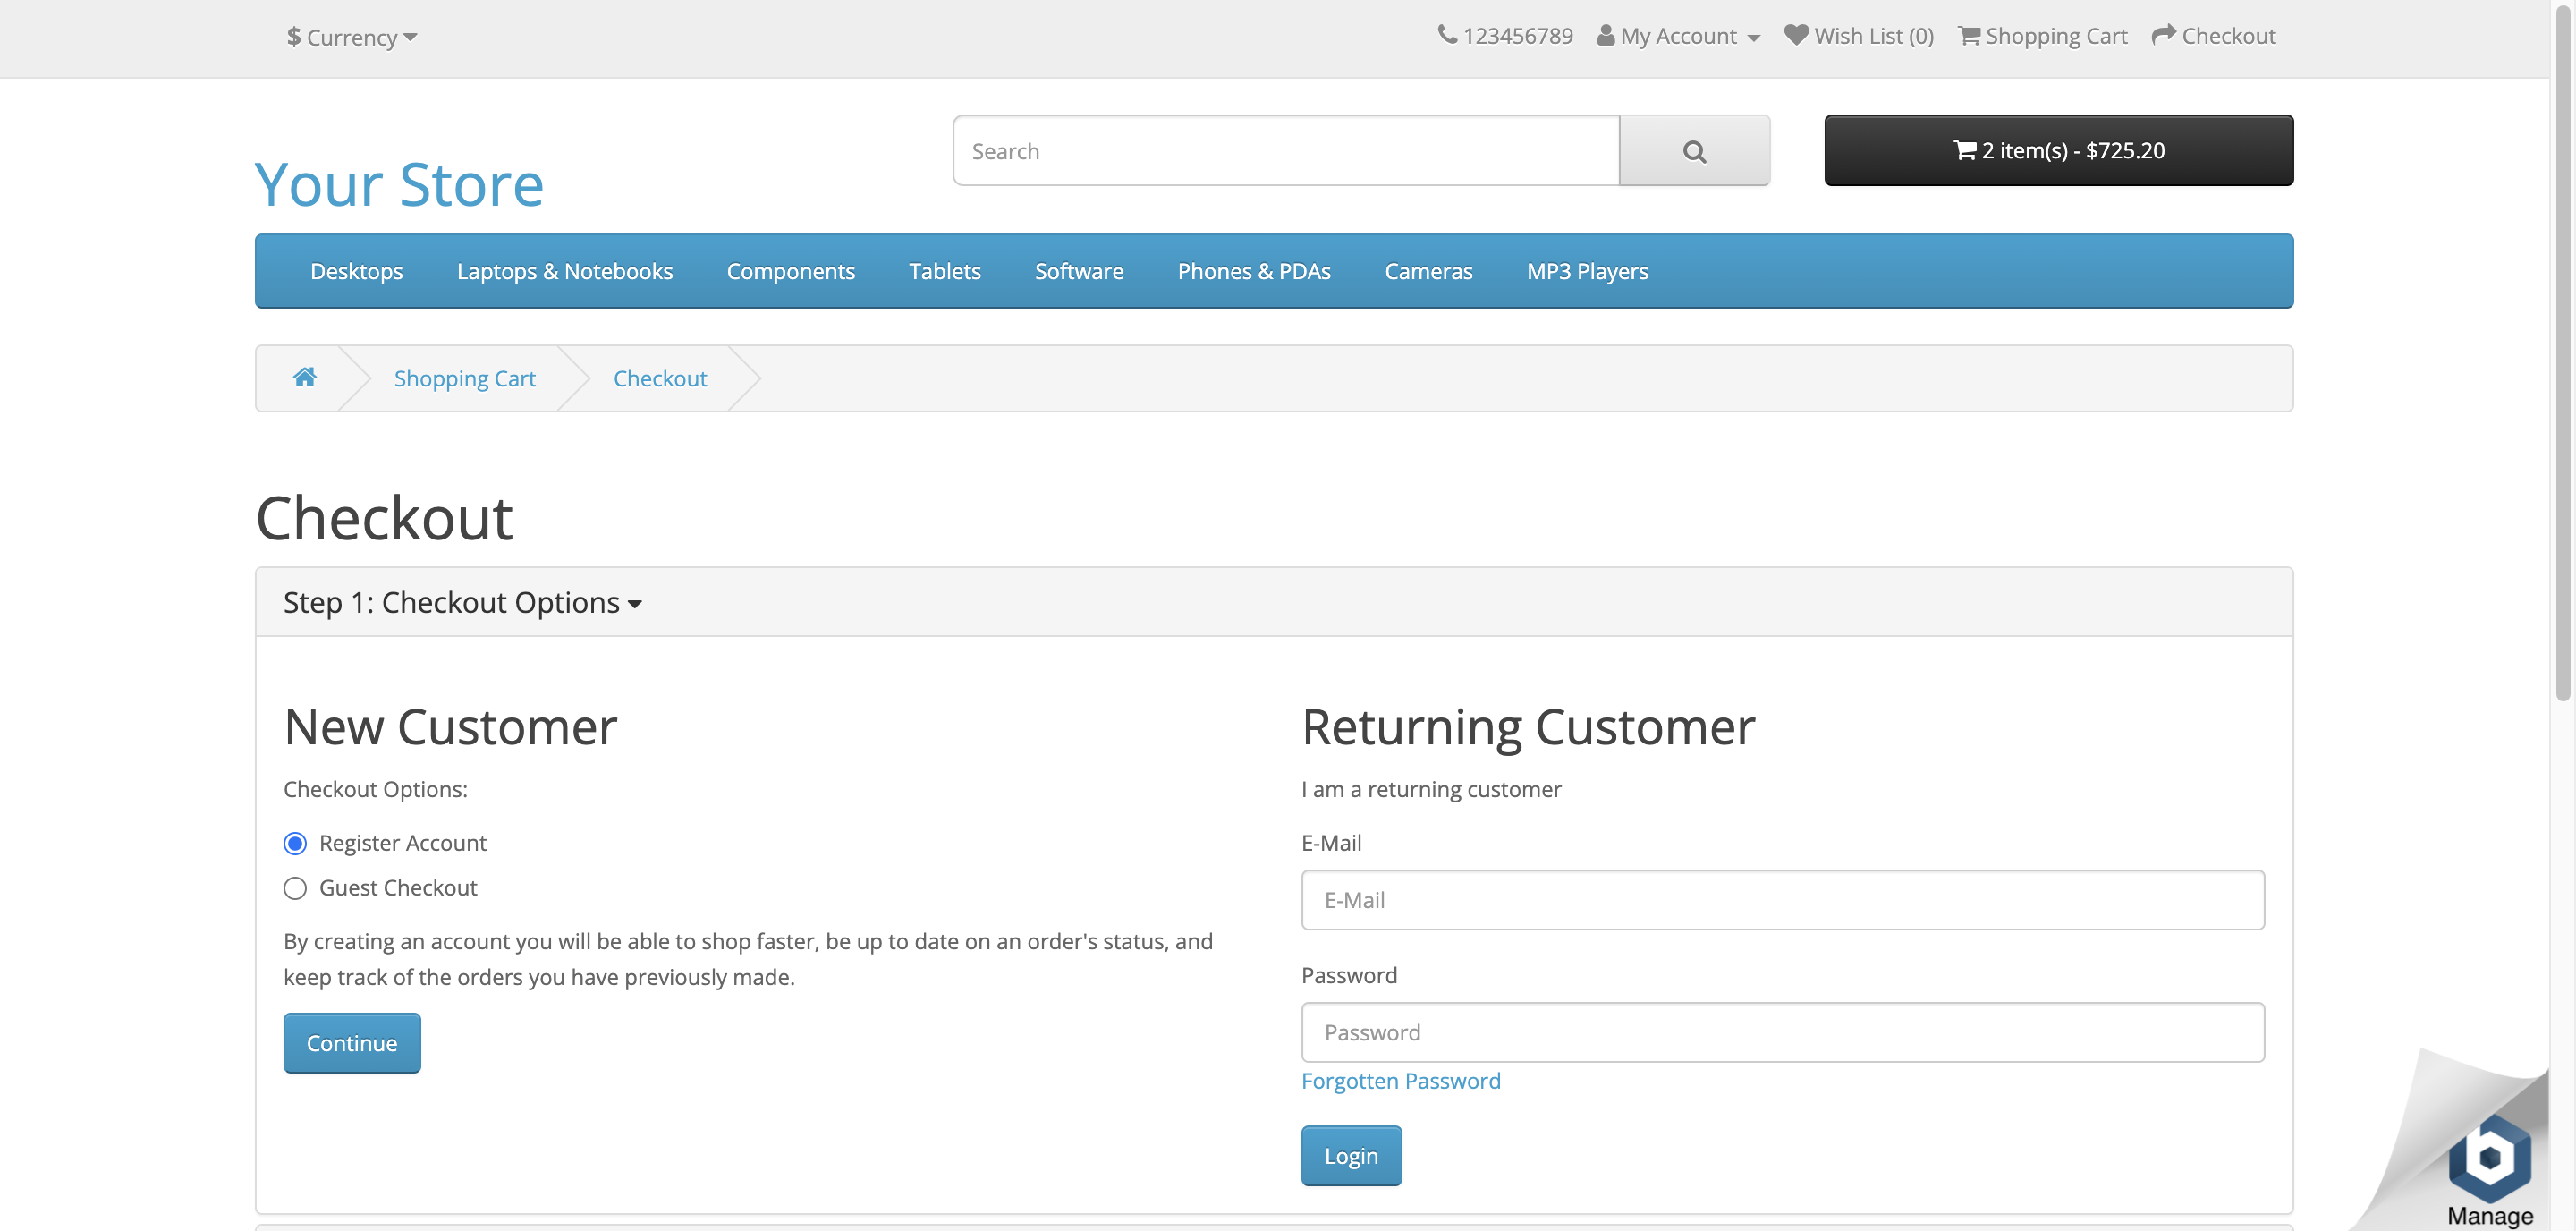 $ Currency
123456789 My Account Wish List (0) Shopping Cart Checkout
Your Store
Search
2 item(s) - $725.20
Desktops Laptops & Notebooks Components Tablets Software Phones & PDAs Cameras MP3 Players
Shopping Cart Checkout
Checkout
Step 1: Checkout Options
New Customer
Checkout Options:
Register Account
Guest Checkout
By creating an account you will be able to shop faster, be up to date on an order's status, and
keep track of the orders you have previously made.
Continue
Returning Customer
I am a returning customer
E-Mail
E-Mail
Password
Password
Forgotten Password
Login
b
Manage